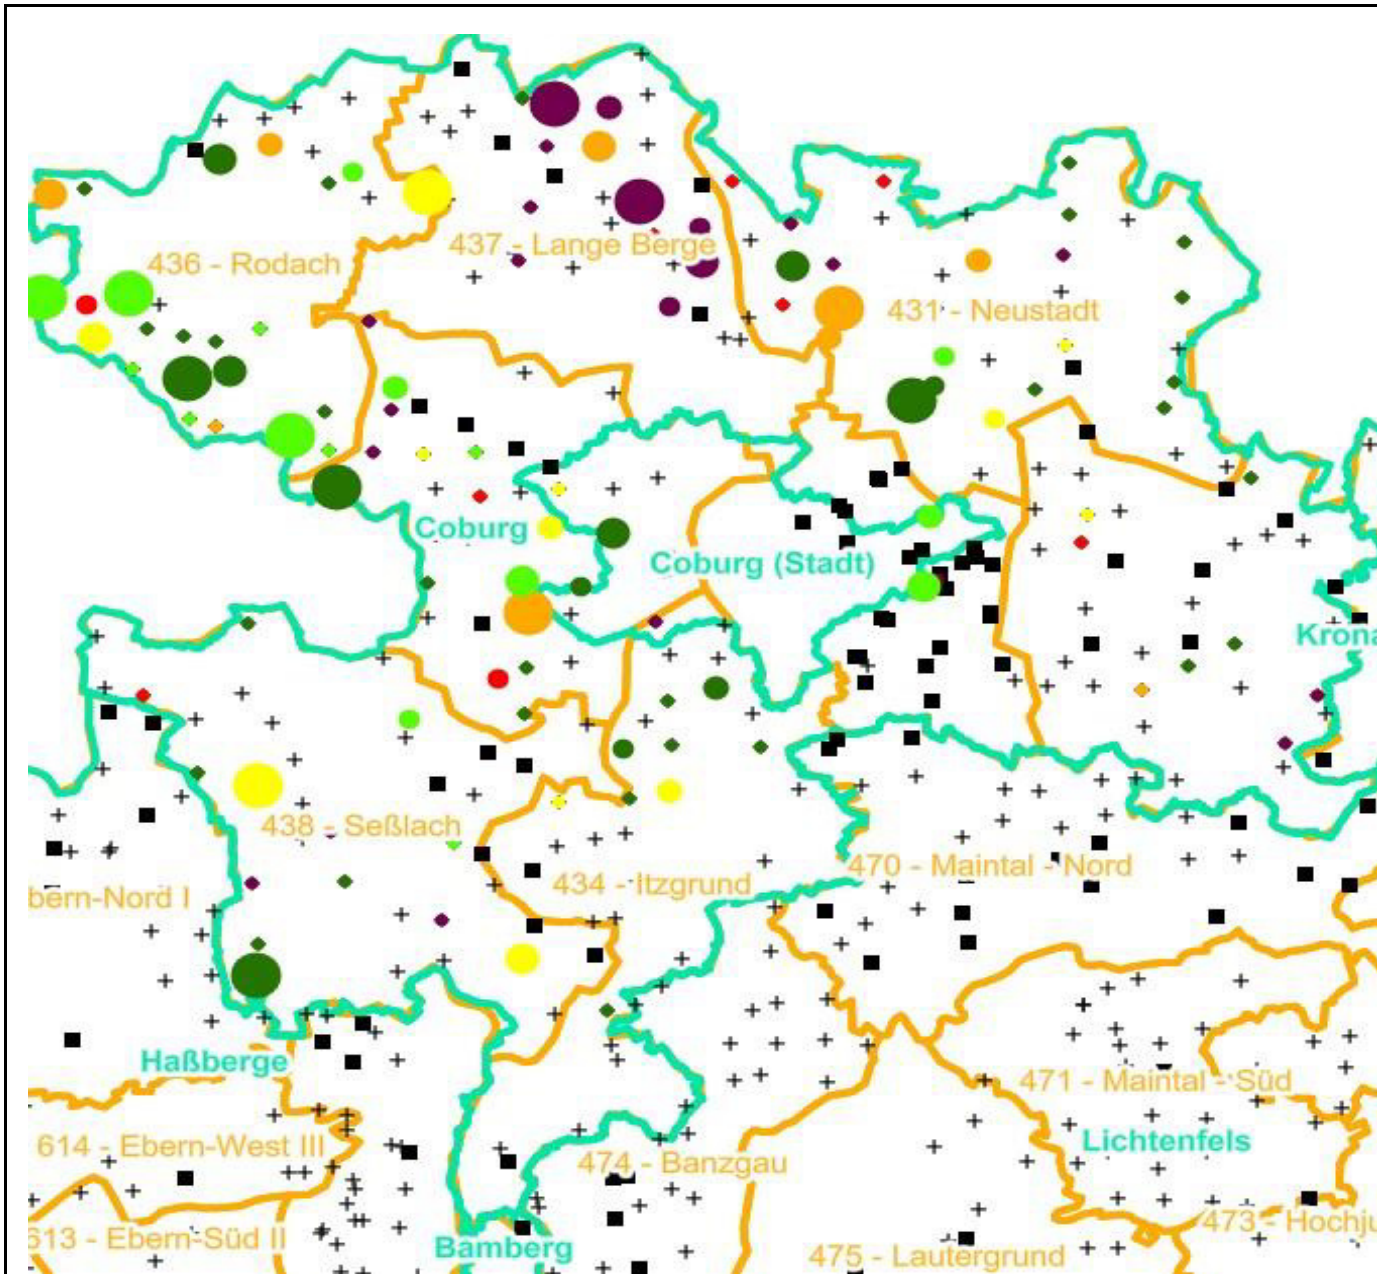 436 - Rodach
437 - Lange Berge
431 - Neustadt
Coburg
Coburg (Stadt)
Krona
438 - Seßlach
bern-Nord I
434 - Itzgrund
470 - Maintal - Nord
Haßberge
471 - Maintal - Süd
614 - Ebern-West III
Lichtenfels
474 - Banzgau
473 - Hochju
613 - Ebern-Süd II
Bamberg
475 - Lautergrund